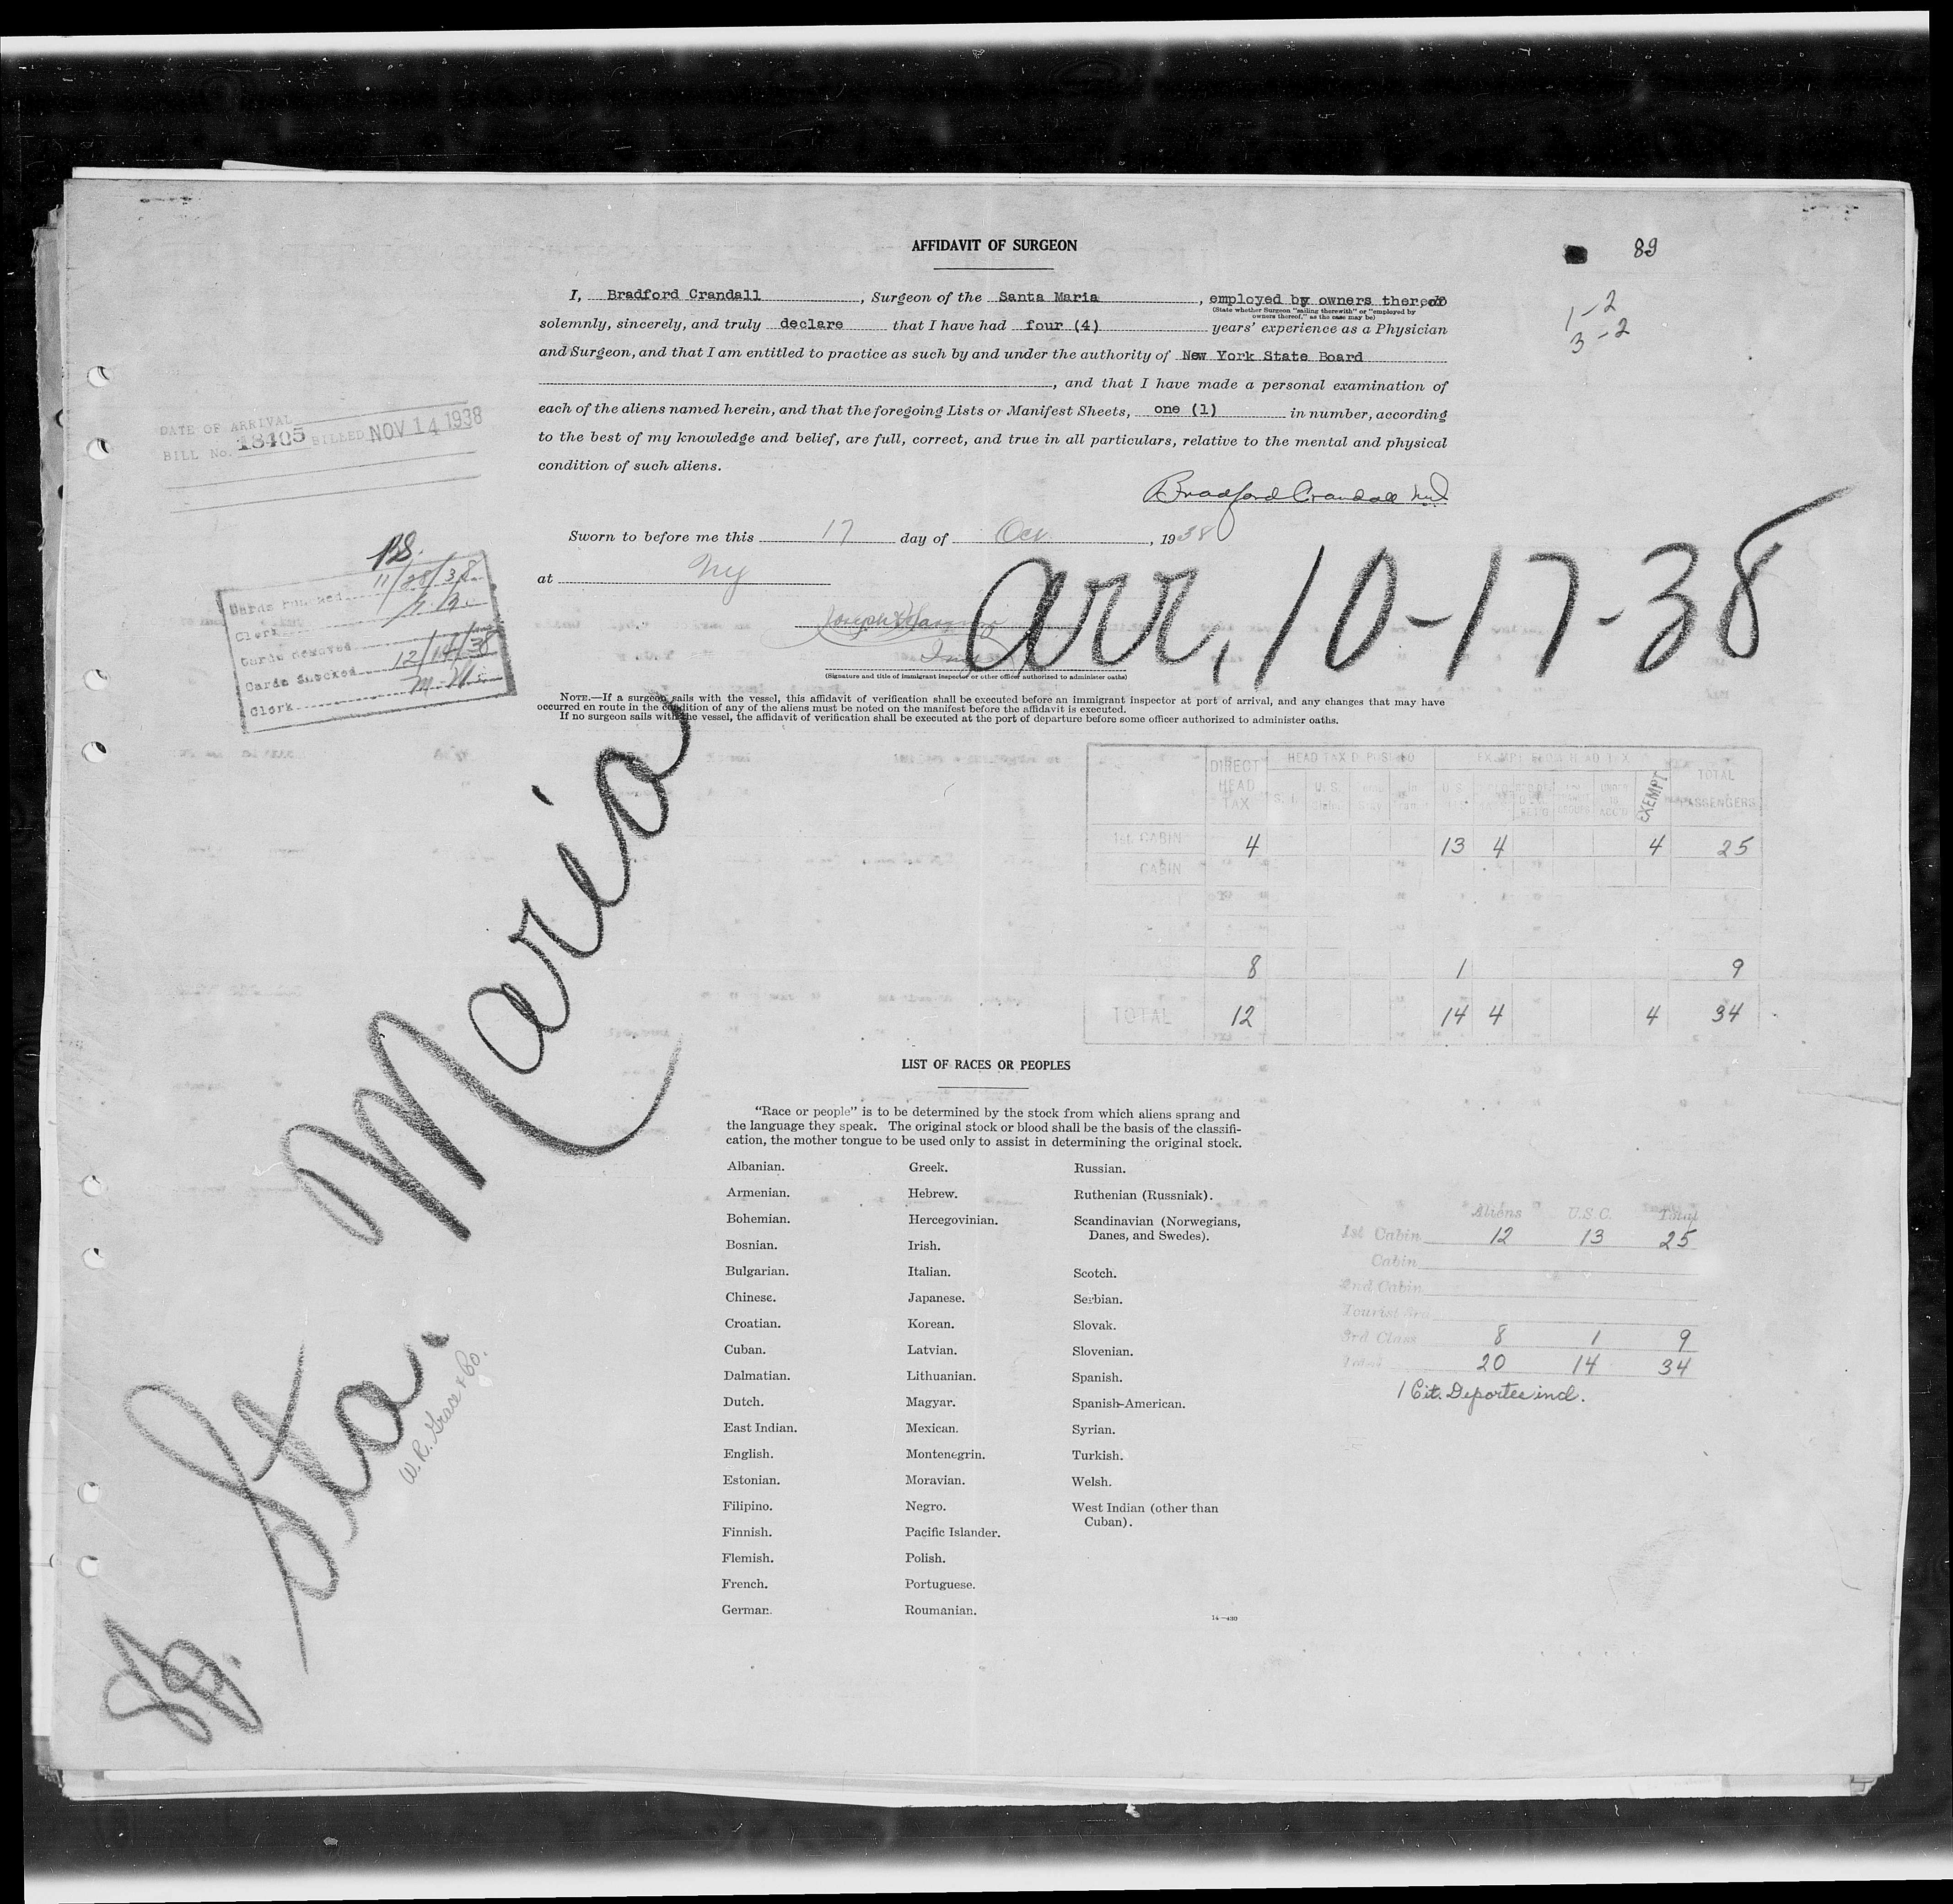 AFFIDAVIT OF SURGEON
89
1-2
3-2
I, Bradford Crandall, Surgeon of the Santa Maria, employed by owners thereof
(State whether Surgeon "sailing therewith" or "employed by owners thereof," as the case may be)
solemnly, sincerely, and truly declare that I have had four (4) years' experience as a Physician
and Surgeon, and that I am entitled to practice as such by and under the authority of New York State Board
, and that I have made a personal examination of
each of the aliens named herein, and that the foregoing Lists or Manifest Sheets, one (1) in number, according
to the best of my knowledge and belief, are full, correct, and true in all particulars, relative to the mental and physical
condition of such aliens.
DATE OF ARRIVAL
BILL No. 18405 BILLED NOV 14 1938
Bradford Crandall MD
Sworn to before me this 17 day of Oct, 1938
at NY
Arr, 10-17-38
11/28/38
Clerk
Cards Removed
Cards Checked 12/14/38
Clerk
(Signature and title of immigrant inspector or other officer authorized to administer oaths)
NOTE.—If a surgeon sails with the vessel, this affidavit of verification shall be executed before an immigrant inspector at port of arrival, and any changes that may have
occurred en route in the condition of any of the aliens must be noted on the manifest before the affidavit is executed.
If no surgeon sails with the vessel, the affidavit of verification shall be executed at the port of departure before some officer authorized to administer oaths.
Sta. Maria
W. R. Grace & Co.
DIRECT HEAD TAX
EXEMPT
TOTAL PASSENGERS
1st. CABIN 4 13 4 4 25
CABIN
8 1 9
TOTAL 12 14 4 4 34
LIST OF RACES OR PEOPLES
"Race or people" is to be determined by the stock from which aliens sprang and
the language they speak. The original stock or blood shall be the basis of the classifi-
cation, the mother tongue to be used only to assist in determining the original stock.
Albanian.
Armenian.
Bohemian.
Bosnian.
Bulgarian.
Chinese.
Croatian.
Cuban.
Dalmatian.
Dutch.
East Indian.
English.
Estonian.
Filipino.
Finnish.
Flemish.
French.
German.
Greek.
Hebrew.
Hercegovinian.
Irish.
Italian.
Japanese.
Korean.
Latvian.
Lithuanian.
Magyar.
Mexican.
Montenegrin.
Moravian.
Negro.
Pacific Islander.
Polish.
Portuguese.
Roumanian.
Russian.
Ruthenian (Russniak).
Scandinavian (Norwegians,
Danes, and Swedes).
Scotch.
Serbian.
Slovak.
Slovenian.
Spanish.
Spanish-American.
Syrian.
Turkish.
Welsh.
West Indian (other than
Cuban).
14—430
Aliens U.S.C. Total
1st Cabin 12 13 25
Cabin
2nd Cabin
Tourist 3rd
3rd Class 8 1 9
Total 20 14 34
1 Cit. Deportee incl.